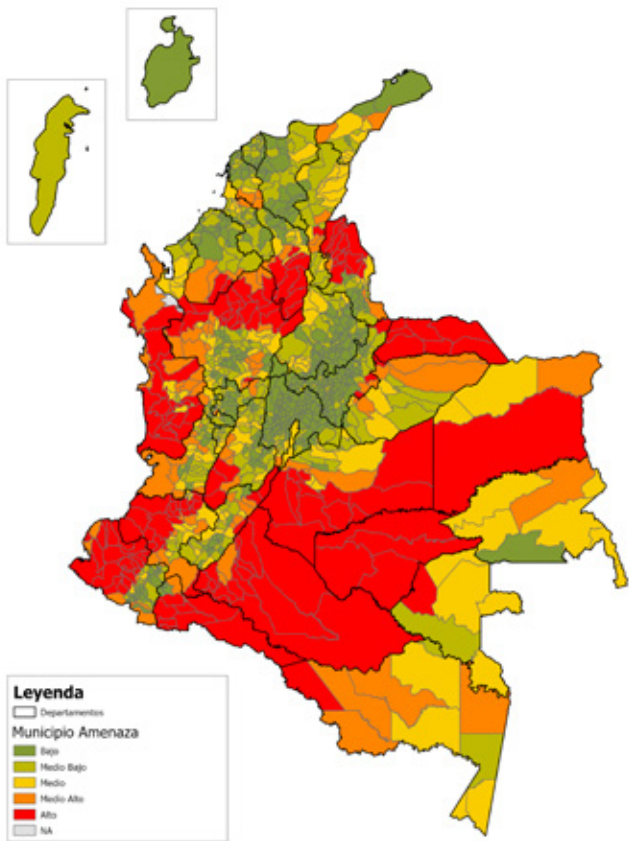 Leyenda
Departamentos
Municipio Amenaza
Bajo
Medio Bajo
Medio
Medio Alto
Alto
NA